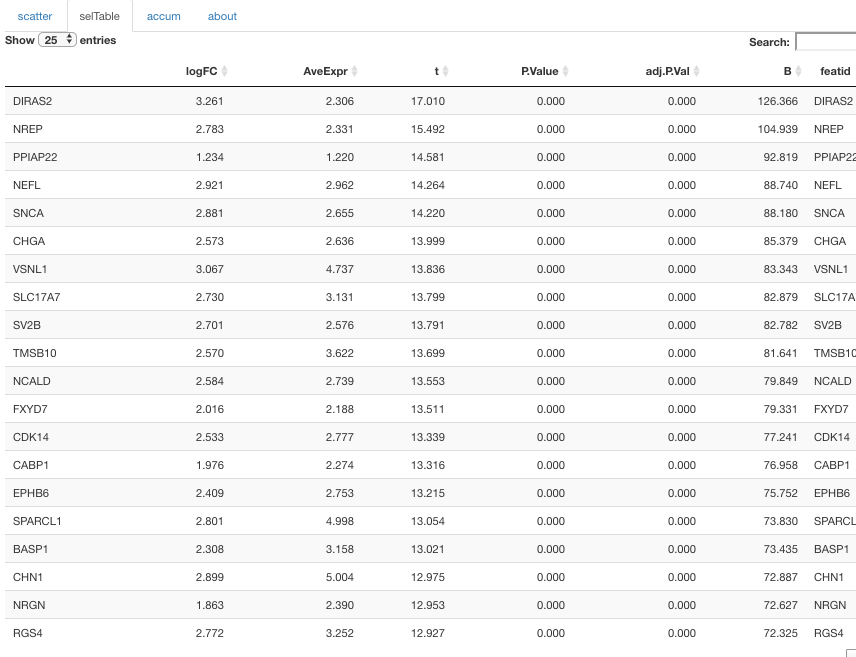 scatter selTable accum about
Show 25 entries Search:
logFC AveExpr t P.Value adj.P.Val B featid
DIRAS2 3.261 2.306 17.010 0.000 0.000 126.366 DIRAS2
NREP 2.783 2.331 15.492 0.000 0.000 104.939 NREP
PPIAP22 1.234 1.220 14.581 0.000 0.000 92.819 PPIAP22
NEFL 2.921 2.962 14.264 0.000 0.000 88.740 NEFL
SNCA 2.881 2.655 14.220 0.000 0.000 88.180 SNCA
CHGA 2.573 2.636 13.999 0.000 0.000 85.379 CHGA
VSNL1 3.067 4.737 13.836 0.000 0.000 83.343 VSNL1
SLC17A7 2.730 3.131 13.799 0.000 0.000 82.879 SLC17A
SV2B 2.701 2.576 13.791 0.000 0.000 82.782 SV2B
TMSB10 2.570 3.622 13.699 0.000 0.000 81.641 TMSB10
NCALD 2.584 2.739 13.553 0.000 0.000 79.849 NCALD
FXYD7 2.016 2.188 13.511 0.000 0.000 79.331 FXYD7
CDK14 2.533 2.777 13.339 0.000 0.000 77.241 CDK14
CABP1 1.976 2.274 13.316 0.000 0.000 76.958 CABP1
EPHB6 2.409 2.753 13.215 0.000 0.000 75.752 EPHB6
SPARCL1 2.801 4.998 13.054 0.000 0.000 73.830 SPARCL
BASP1 2.308 3.158 13.021 0.000 0.000 73.435 BASP1
CHN1 2.899 5.004 12.975 0.000 0.000 72.887 CHN1
NRGN 1.863 2.390 12.953 0.000 0.000 72.627 NRGN
RGS4 2.772 3.252 12.927 0.000 0.000 72.325 RGS4